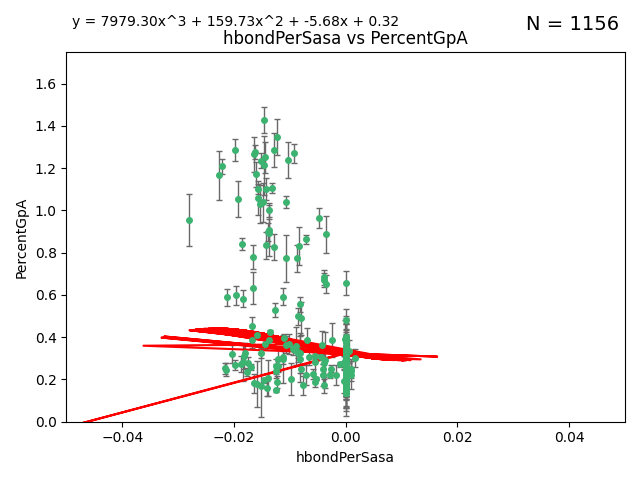 y = 7979.30x^3 + 159.73x^2 + -5.68x + 0.32
N = 1156
hbondPerSasa vs PercentGpA
PercentGpA
1.6
1.4
1.2
1.0
0.8
0.6
0.4
0.2
0.0
−0.04 −0.02 0.00 0.02 0.04
hbondPerSasa